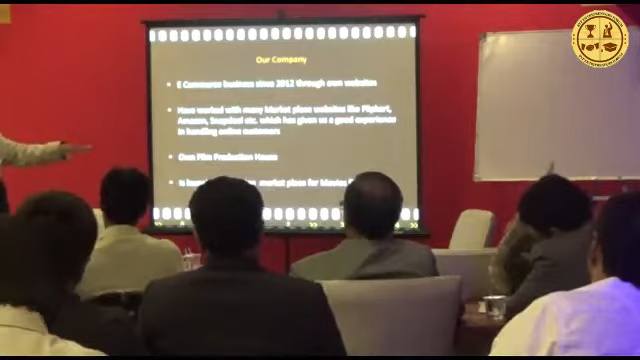 Our Company
E Commerce business since 2012 through own websites
Have worked with many Market place websites like Flipkart,
Amazon, Snapdeal etc. which has given us a good experience
in handling online customers
Own Film Production House
market place for Movies